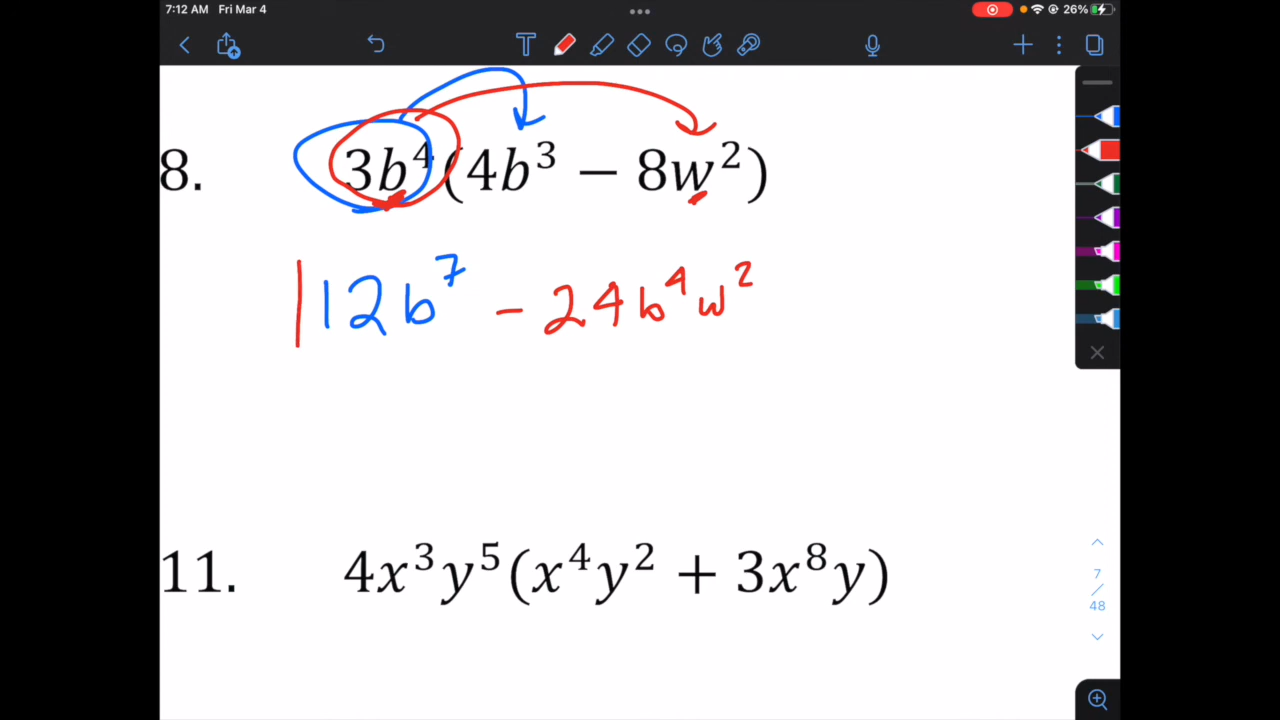 7:12 AM Fri Mar 4 26%
8. 3b⁴(4b³ − 8w²)
12b⁷ - 24b⁴w²
11. 4x³y⁵(x⁴y² + 3x⁸y)
7
/
48